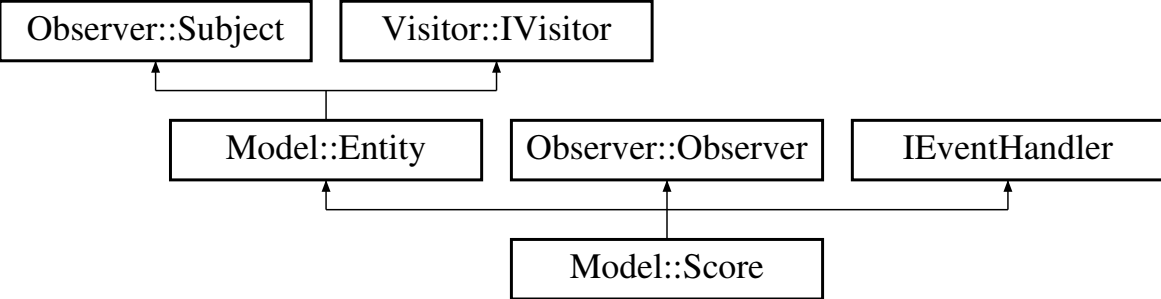 Observer::Subject
Visitor::IVisitor
Model::Entity
Observer::Observer
IEventHandler
Model::Score